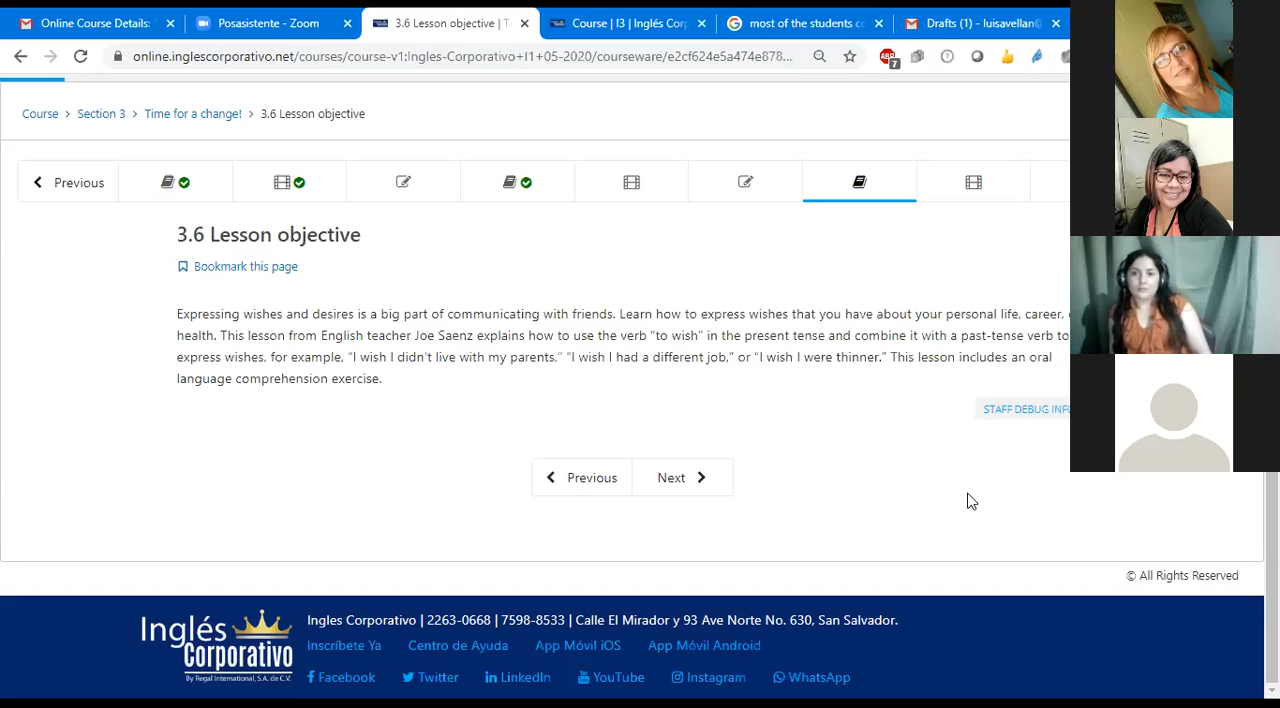 Online Course Details:
Posasistente - Zoom
3.6 Lesson objective
Course | I3 | Inglés Cor
most of the students c
Drafts (1) - luisavellan@
online.inglescorporativo.net/courses/course-v1:Ingles-Corporativo+I1+05-2020/courseware/e2cf624e5a474e878...
7
Course > Section 3 > Time for a change! > 3.6 Lesson objective
Previous
3.6 Lesson objective
Bookmark this page
Expressing wishes and desires is a big part of communicating with friends. Learn how to express wishes that you have about your personal life, career,
health. This lesson from English teacher Joe Saenz explains how to use the verb “to wish” in the present tense and combine it with a past-tense verb to
express wishes, for example, “I wish I didn't live with my parents,” “I wish I had a different job,” or “I wish I were thinner.” This lesson includes an oral
language comprehension exercise.
STAFF DEBUG INFO
Previous Next
© All Rights Reserved
Inglés Corporativo
By Regal International, S.A. de C.V.
Ingles Corporativo | 2263-0668 | 7598-8533 | Calle El Mirador y 93 Ave Norte No. 630, San Salvador.
Inscríbete Ya Centro de Ayuda App Móvil iOS App Móvil Android
Facebook Twitter LinkedIn YouTube Instagram WhatsApp